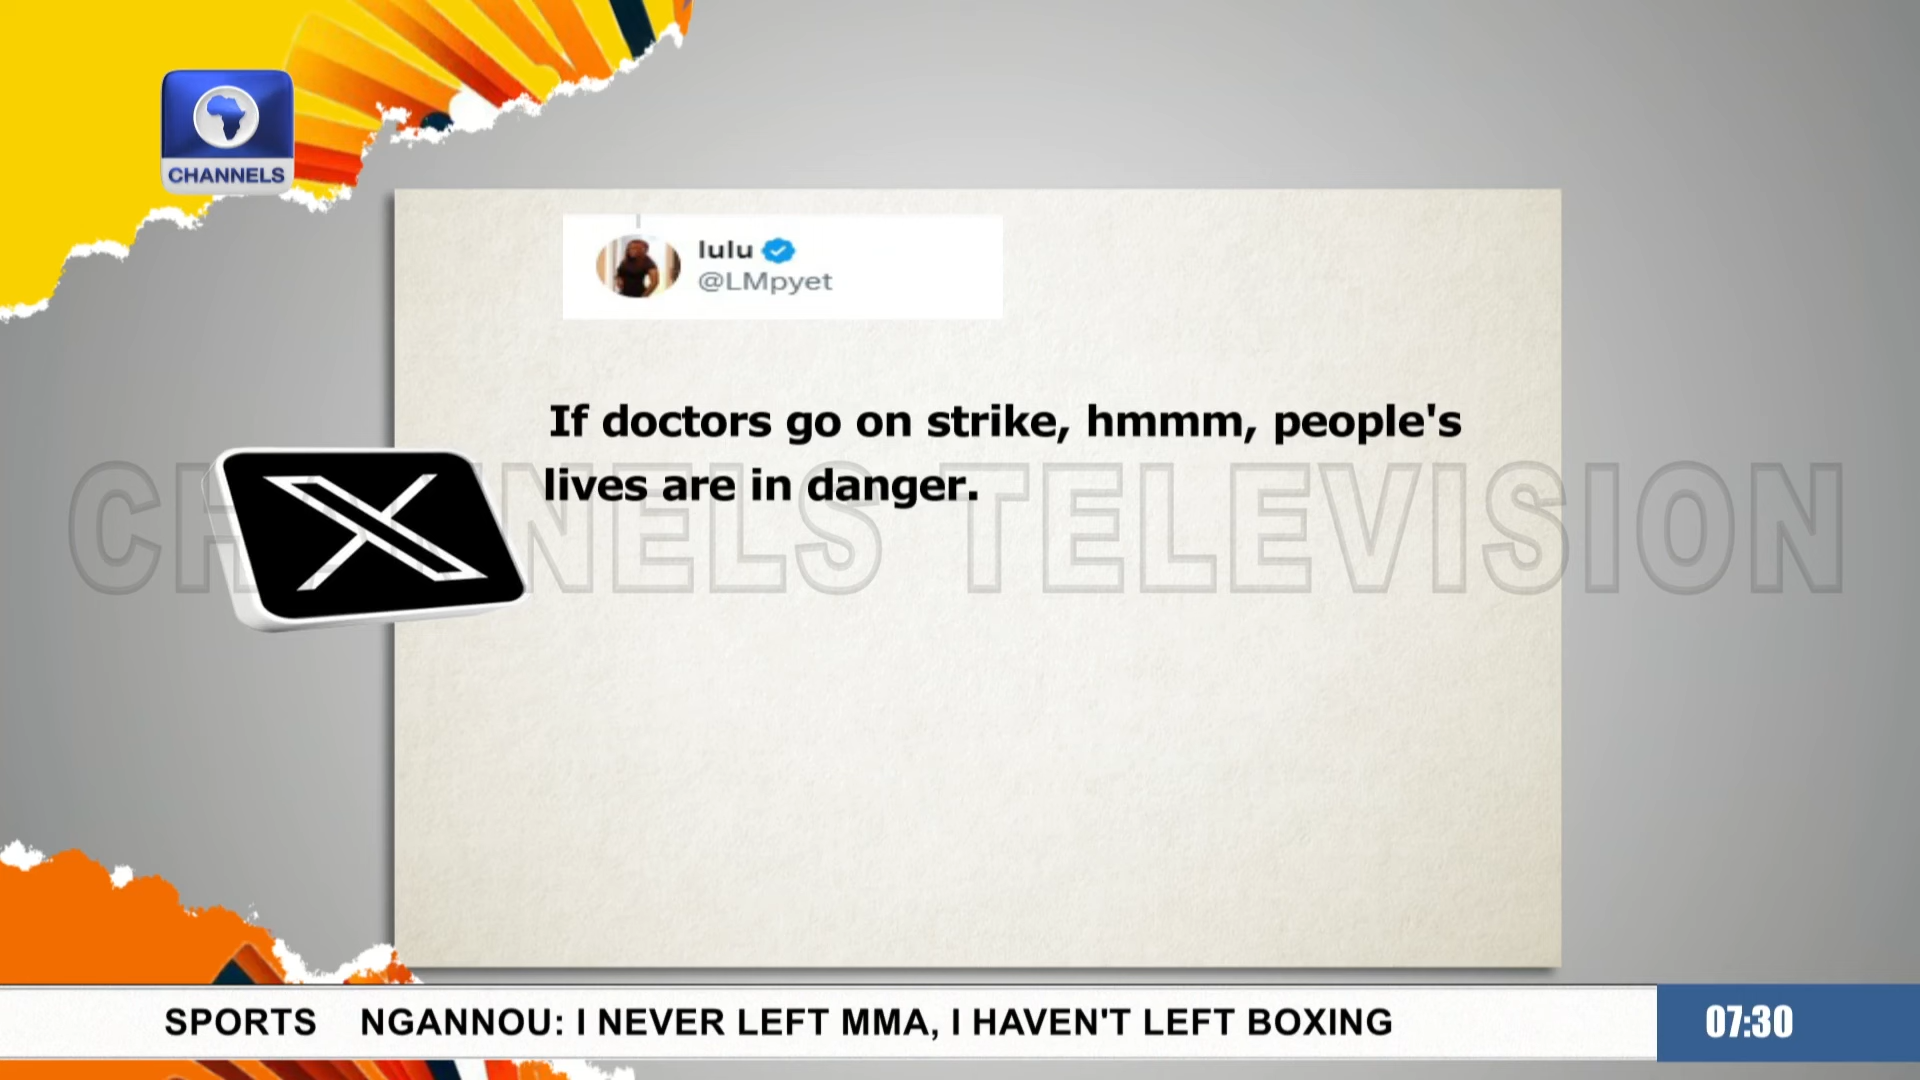 CHANNELS
lulu
@LMpyet
If doctors go on strike, hmmm, people's
lives are in danger.
CHANNELS TELEVISION
SPORTS NGANNOU: I NEVER LEFT MMA, I HAVEN'T LEFT BOXING
07:30